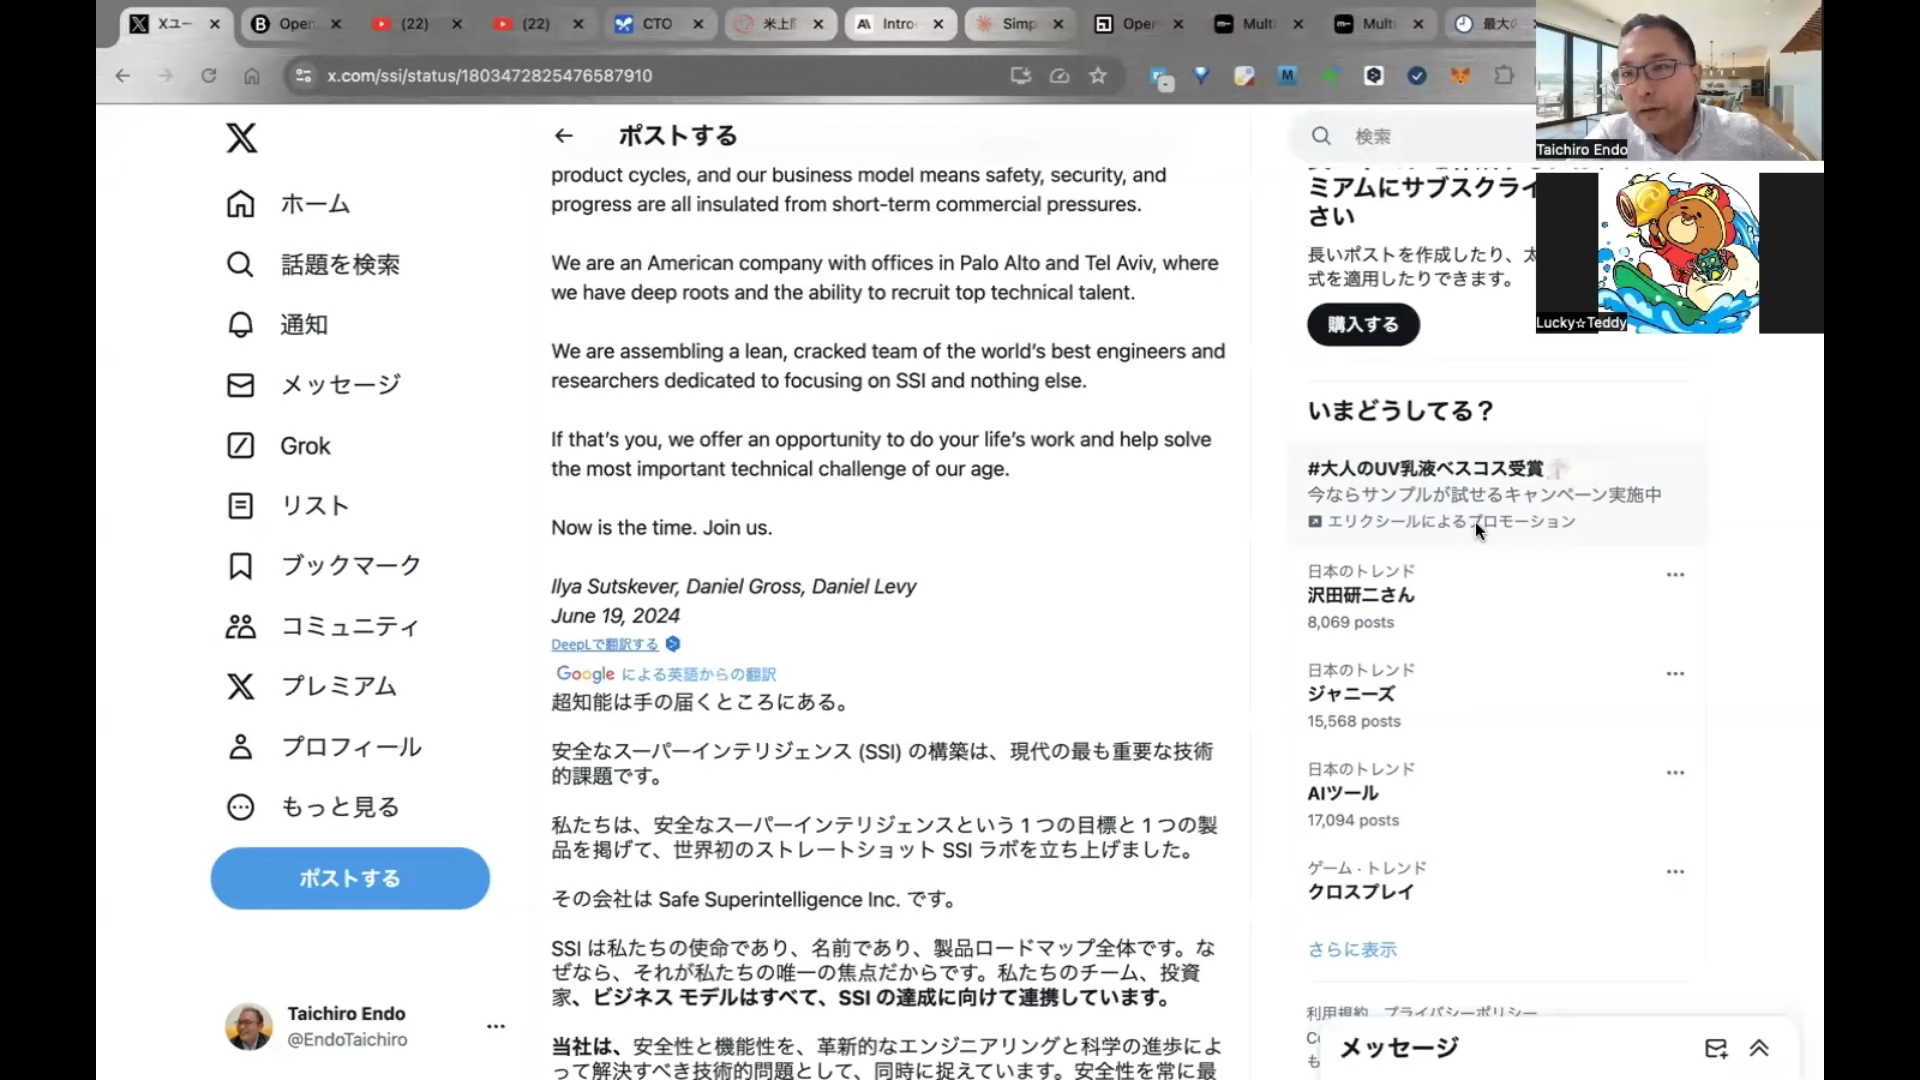 Xユー
Open
(22)
(22)
CTO
米上
Intro
Simp
Open
Multi
Multi
最大
x.com/ssi/status/1803472825476587910
Taichiro Endo
Lucky☆Teddy
ホーム
話題を検索
通知
メッセージ
Grok
リスト
ブックマーク
コミュニティ
プレミアム
プロフィール
もっと見る
ポストする
Taichiro Endo
@EndoTaichiro
ポストする
product cycles, and our business model means safety, security, and
progress are all insulated from short-term commercial pressures.
We are an American company with offices in Palo Alto and Tel Aviv, where
we have deep roots and the ability to recruit top technical talent.
We are assembling a lean, cracked team of the world’s best engineers and
researchers dedicated to focusing on SSI and nothing else.
If that’s you, we offer an opportunity to do your life’s work and help solve
the most important technical challenge of our age.
Now is the time. Join us.
Ilya Sutskever, Daniel Gross, Daniel Levy
June 19, 2024
DeepLで翻訳する
Google による英語からの翻訳
超知能は手の届くところにある。
安全なスーパーインテリジェンス (SSI) の構築は、現代の最も重要な技術
的課題です。
私たちは、安全なスーパーインテリジェンスという 1 つの目標と 1 つの製
品を掲げて、世界初のストレートショット SSI ラボを立ち上げました。
その会社は Safe Superintelligence Inc. です。
SSI は私たちの使命であり、名前であり、製品ロードマップ全体です。な
ぜなら、それが私たちの唯一の焦点だからです。私たちのチーム、投資
家、ビジネス モデルはすべて、SSI の達成に向けて連携しています。
当社は、安全性と機能性を、革新的なエンジニアリングと科学の進歩によ
って解決すべき技術的問題として、同時に捉えています。安全性を常に最
検索
ミアムにサブスクライ
さい
長いポストを作成したり、太
式を適用したりできます。
購入する
いまどうしてる？
#大人のUV乳液ベスコス受賞
今ならサンプルが試せるキャンペーン実施中
エリクシールによるプロモーション
日本のトレンド
沢田研二さん
8,069 posts
日本のトレンド
ジャニーズ
15,568 posts
日本のトレンド
AIツール
17,094 posts
ゲーム · トレンド
クロスプレイ
さらに表示
利用規約 プライバシーポリシー
メッセージ